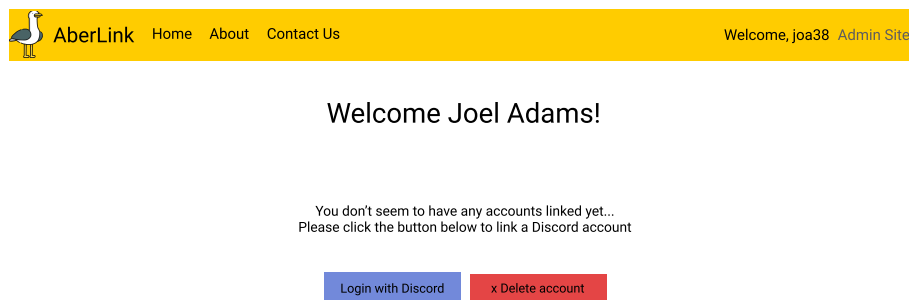 AberLink Home About Contact Us Welcome, joa38 Admin Site
Welcome Joel Adams!
You don’t seem to have any accounts linked yet...
Please click the button below to link a Discord account
Login with Discord x Delete account